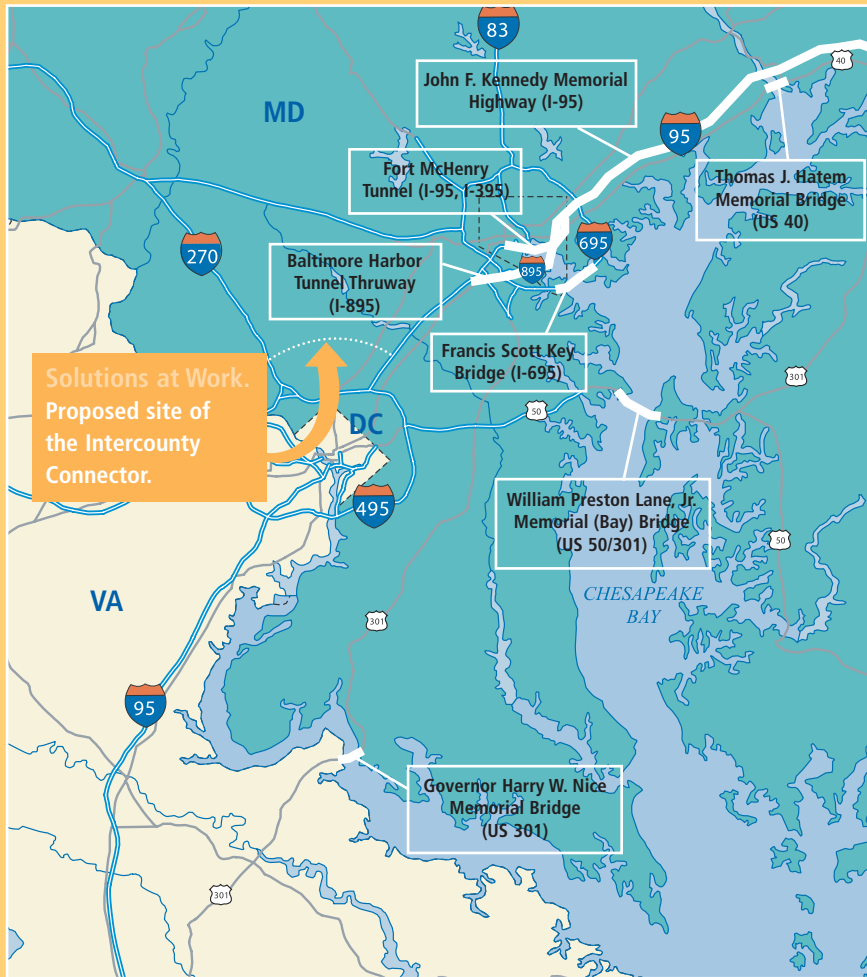 83
40
John F. Kennedy Memorial
Highway (I-95)
MD
95
Fort McHenry
Tunnel (I-95, I-395)
Thomas J. Hatem
Memorial Bridge
(US 40)
270
695
895
Baltimore Harbor
Tunnel Thruway
(I-895)
Francis Scott Key
Bridge (I-695)
301
Solutions at Work.
Proposed site of
the Intercounty
Connector.
DC
50
495
William Preston Lane, Jr.
Memorial (Bay) Bridge
(US 50/301)
50
VA
CHESAPEAKE
BAY
301
95
Governor Harry W. Nice
Memorial Bridge
(US 301)
301